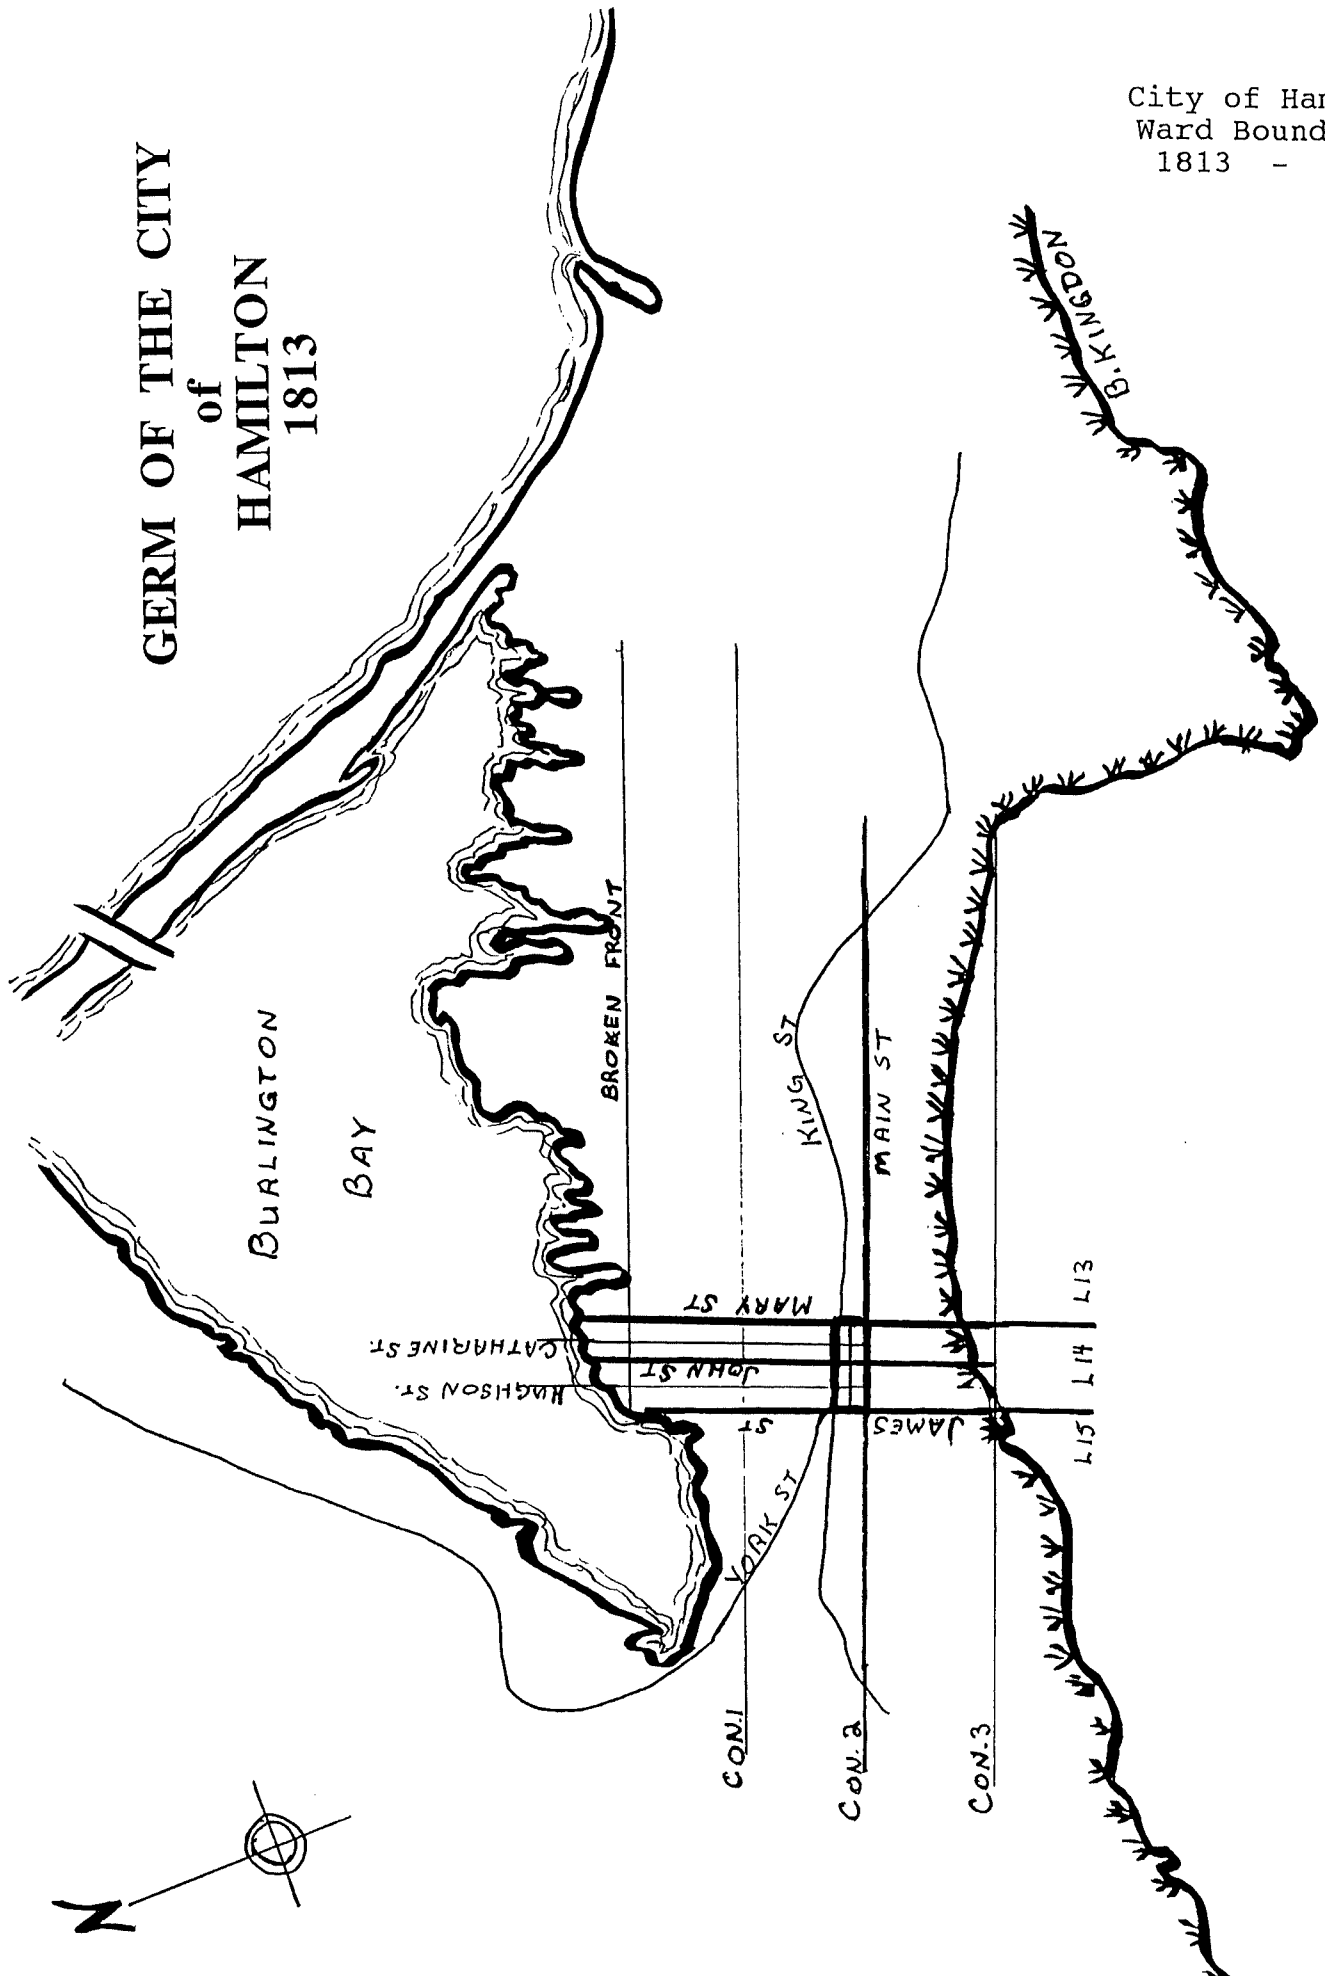 City of Ha
Ward Bound
1813 -
GERM OF THE CITY
of
HAMILTON
1813
B. KINGDON
BURLINGTON
BAY
BROKEN FRONT
KING ST
MAIN ST
MARY ST
CATHARINE ST.
JOHN ST
HUGHSON ST.
JAMES ST
YORK ST
L13
L14
L15
CON.1
CON.2
CON.3
N